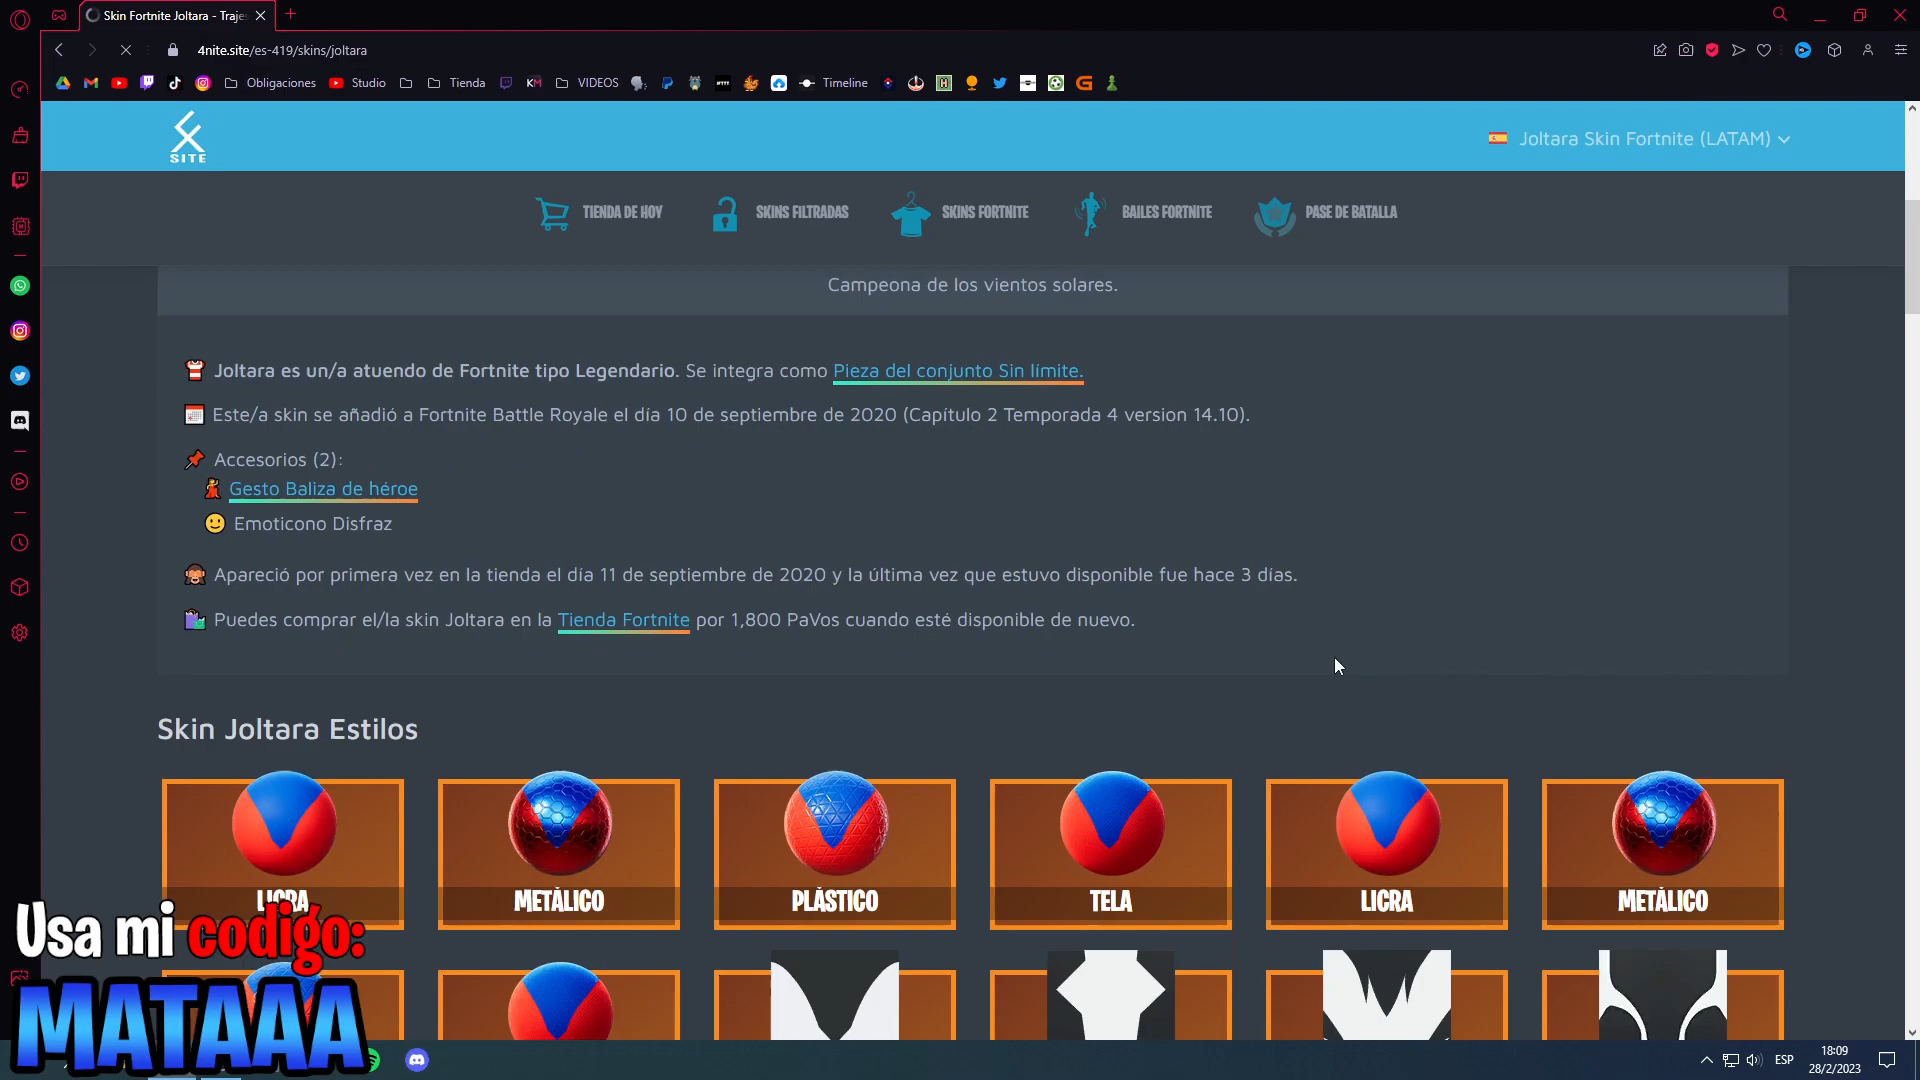 Skin Fortnite Joltara - Traje
4nite.site/es-419/skins/joltara
Obligaciones
Studio
Tienda
KM
VIDEOS
Timeline
SITE
Joltara Skin Fortnite (LATAM)
TIENDA DE HOY
SKINS FILTRADAS
SKINS FORTNITE
BAILES FORTNITE
PASE DE BATALLA
Campeona de los vientos solares.
Joltara es un/a atuendo de Fortnite tipo Legendario. Se integra como Pieza del conjunto Sin límite.
Este/a skin se añadió a Fortnite Battle Royale el día 10 de septiembre de 2020 (Capítulo 2 Temporada 4 version 14.10).
Accesorios (2):
Gesto Baliza de héroe
Emoticono Disfraz
Apareció por primera vez en la tienda el día 11 de septiembre de 2020 y la última vez que estuvo disponible fue hace 3 días.
Puedes comprar el/la skin Joltara en la Tienda Fortnite por 1,800 PaVos cuando esté disponible de nuevo.
Skin Joltara Estilos
LICRA
METÁLICO
PLÁSTICO
TELA
LICRA
METÁLICO
Usa mi codigo:
MATAAA
ESP
18:09
28/2/2023